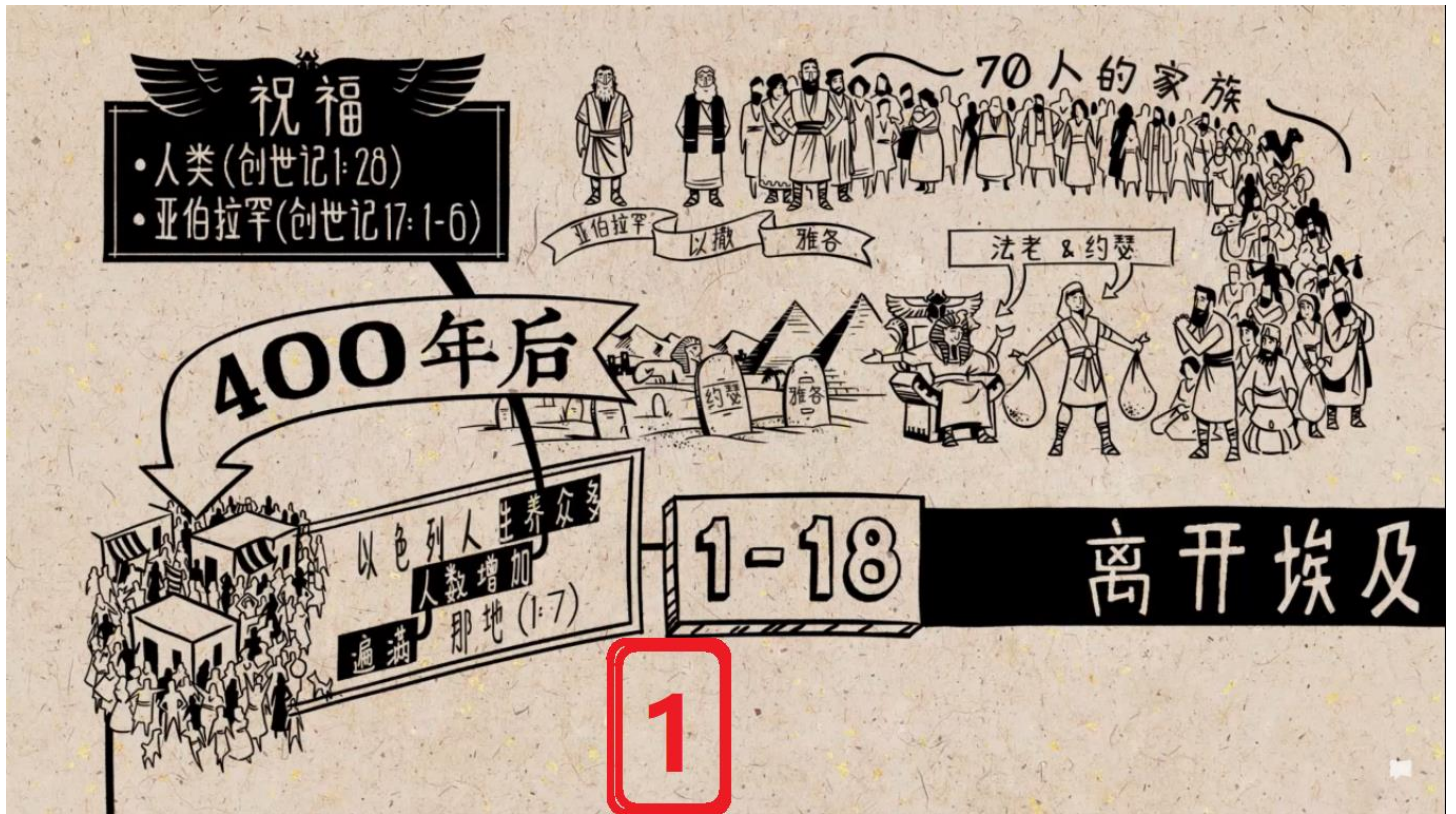 祝福
•人类(创世记1:28)
•亚伯拉罕(创世记17:1-6)
70人的家族
亚伯拉罕 以撒 雅各
法老 & 约瑟
400年后
约瑟 雅各
以色列人生养众多
人数增加
遍满那地(1:7)
1-18 离开埃及
1